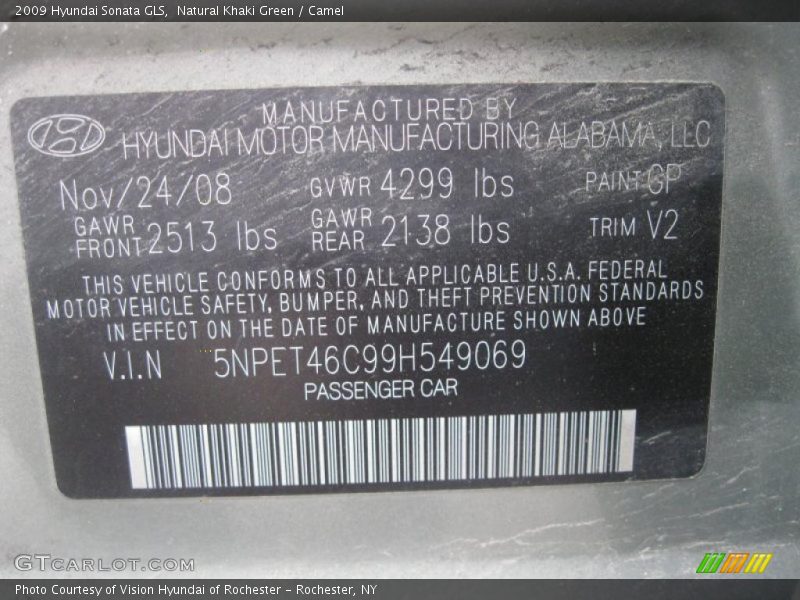 2009 Hyundai Sonata GLS,  Natural Khaki Green / Camel
MANUFACTURED BY
HYUNDAI MOTOR MANUFACTURING ALABAMA, LLC
Nov/24/08 GVWR 4299 lbs PAINT GP
GAWR FRONT 2513 lbs GAWR REAR 2138 lbs TRIM V2
THIS VEHICLE CONFORMS TO ALL APPLICABLE U.S.A. FEDERAL
MOTOR VEHICLE SAFETY, BUMPER, AND THEFT PREVENTION STANDARDS
IN EFFECT ON THE DATE OF MANUFACTURE SHOWN ABOVE
V.I.N 5NPET46C99H549069
PASSENGER CAR
GTCARLOT.COM
Photo Courtesy of Vision Hyundai of Rochester - Rochester, NY